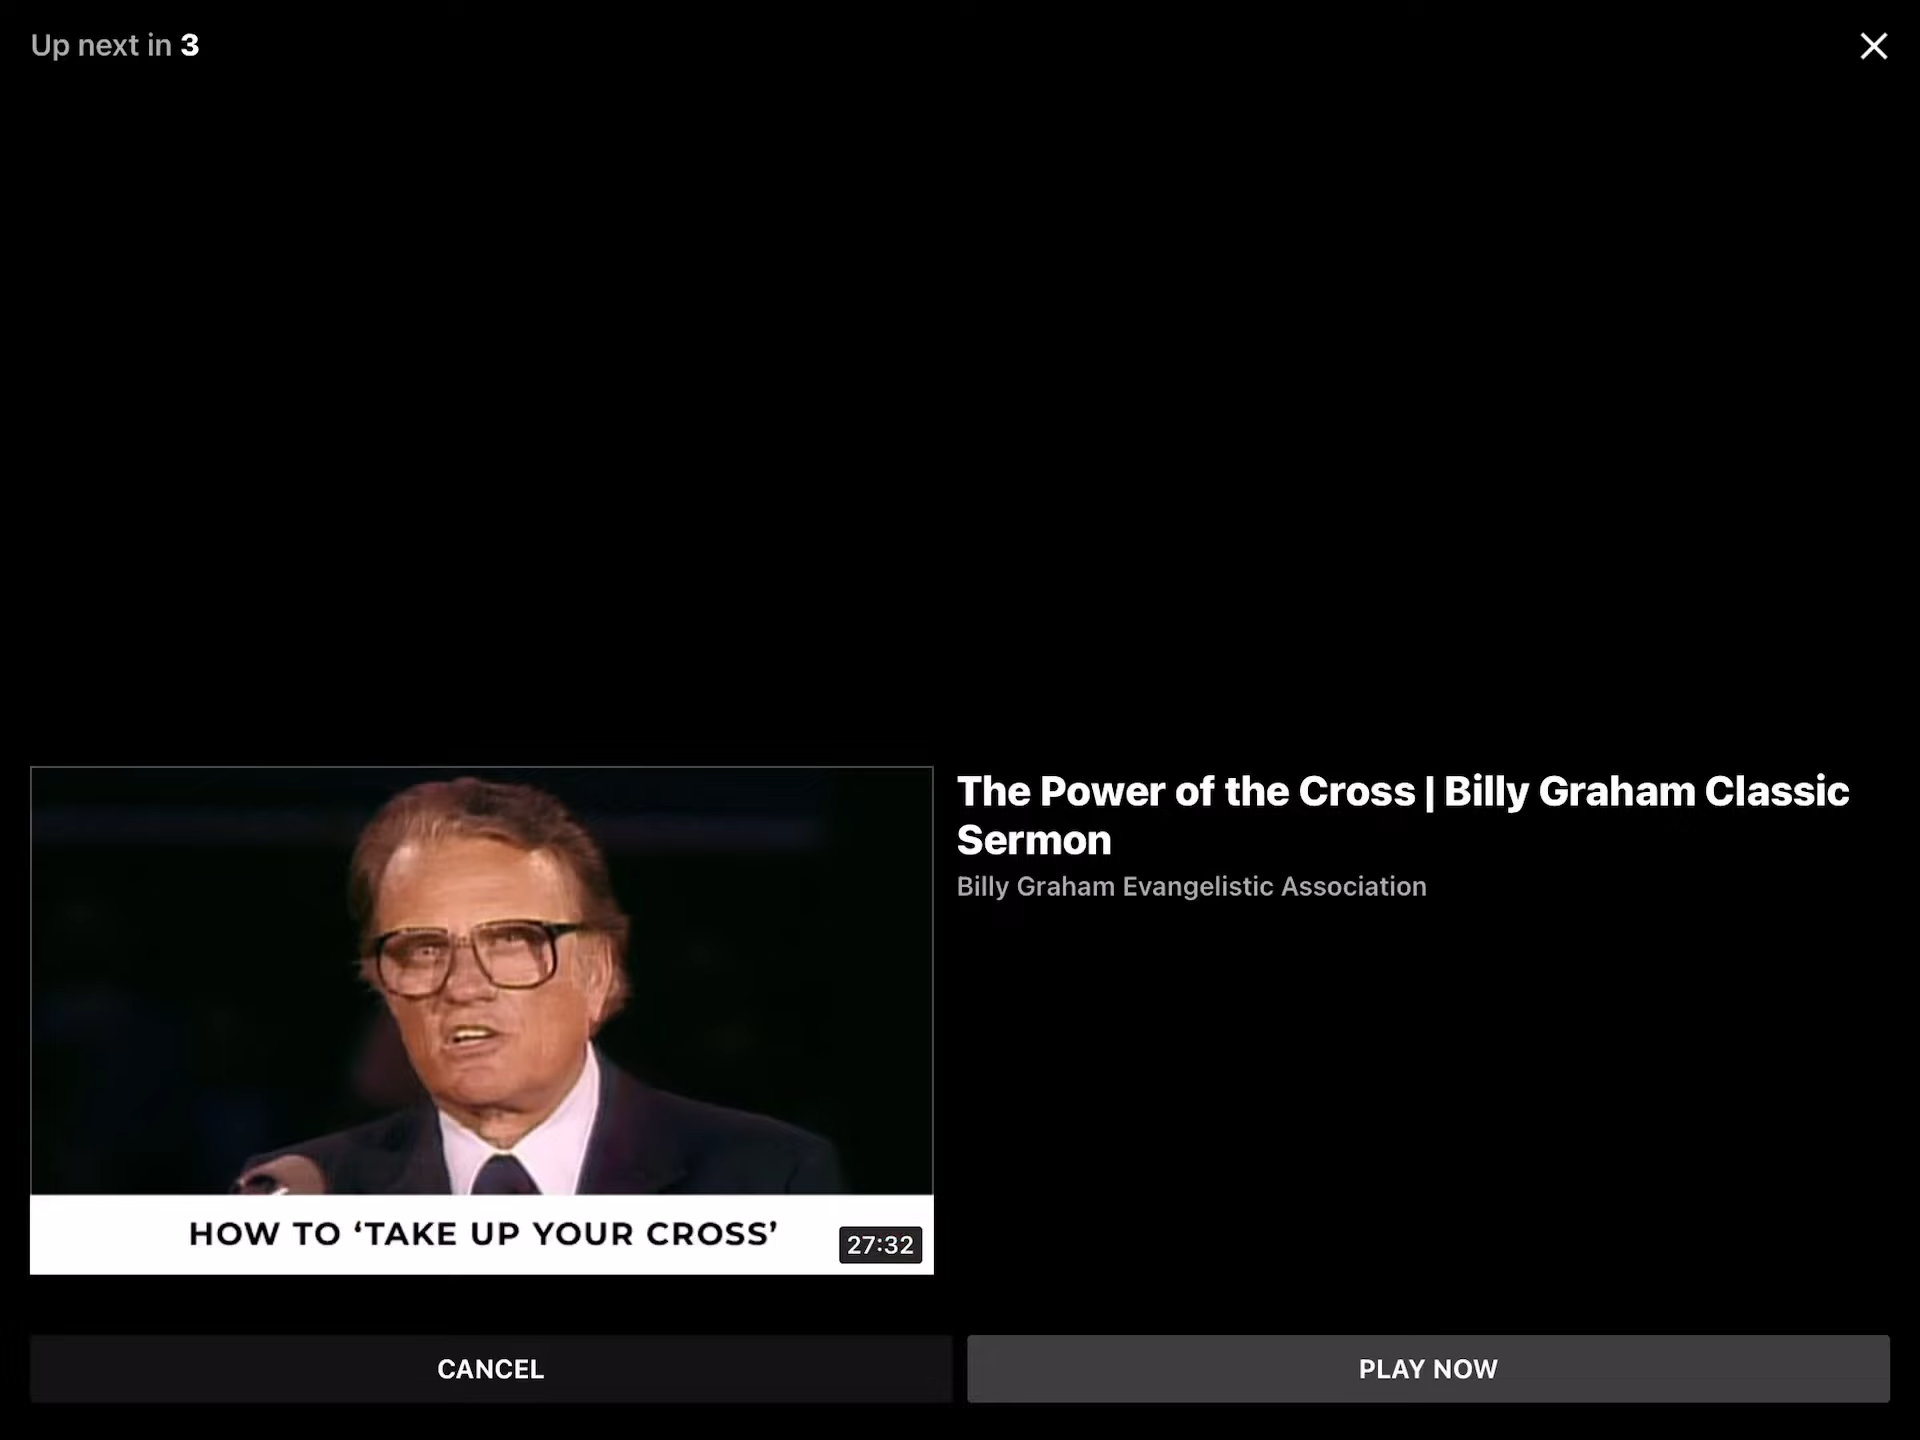 Up next in 3
The Power of the Cross | Billy Graham Classic
Sermon
Billy Graham Evangelistic Association
HOW TO ‘TAKE UP YOUR CROSS’
27:32
CANCEL
PLAY NOW